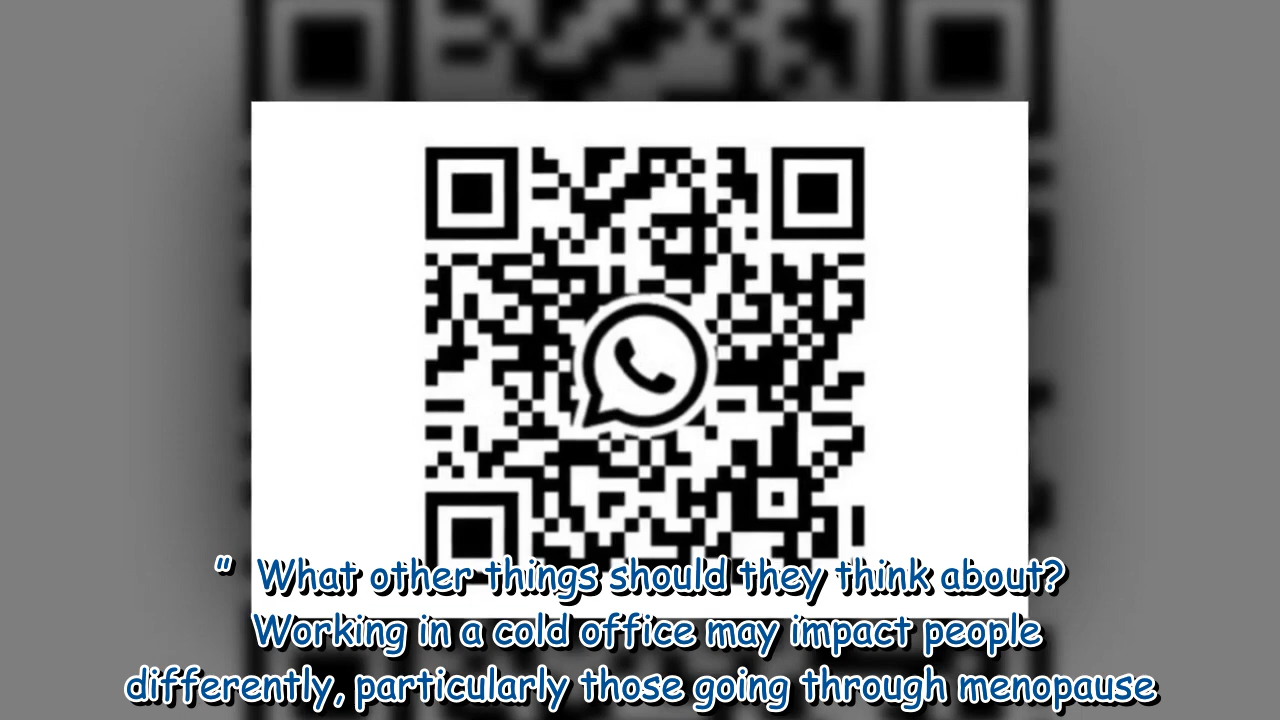 " What other things should they think about?
Working in a cold office may impact people
differently, particularly those going through menopause